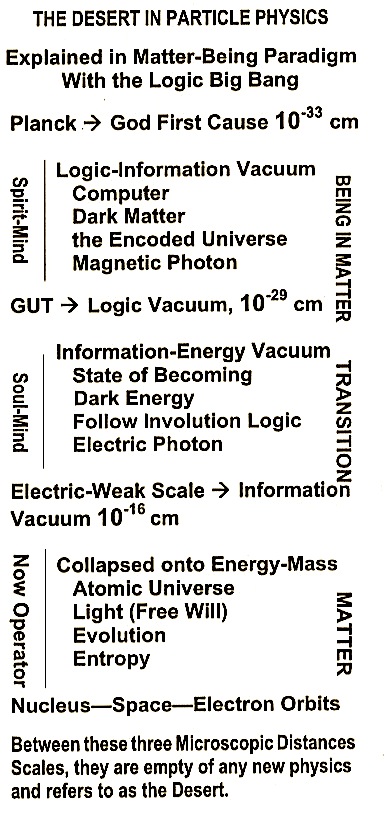 THE DESERT IN PARTICLE PHYSICS
Explained in Matter-Being Paradigm
With the Logic Big Bang
Planck → God First Cause 10⁻³³ cm
Spirit-Mind
Logic-Information Vacuum
Computer
Dark Matter
the Encoded Universe
Magnetic Photon
BEING IN MATTER
GUT → Logic Vacuum, 10⁻²⁹ cm
Soul-Mind
Information-Energy Vacuum
State of Becoming
Dark Energy
Follow Involution Logic
Electric Photon
TRANSITION
Electric-Weak Scale → Information
Vacuum 10⁻¹⁶ cm
Now Operator
Collapsed onto Energy-Mass
Atomic Universe
Light (Free Will)
Evolution
Entropy
MATTER
Nucleus—Space—Electron Orbits
Between these three Microscopic Distances
Scales, they are empty of any new physics
and refers to as the Desert.